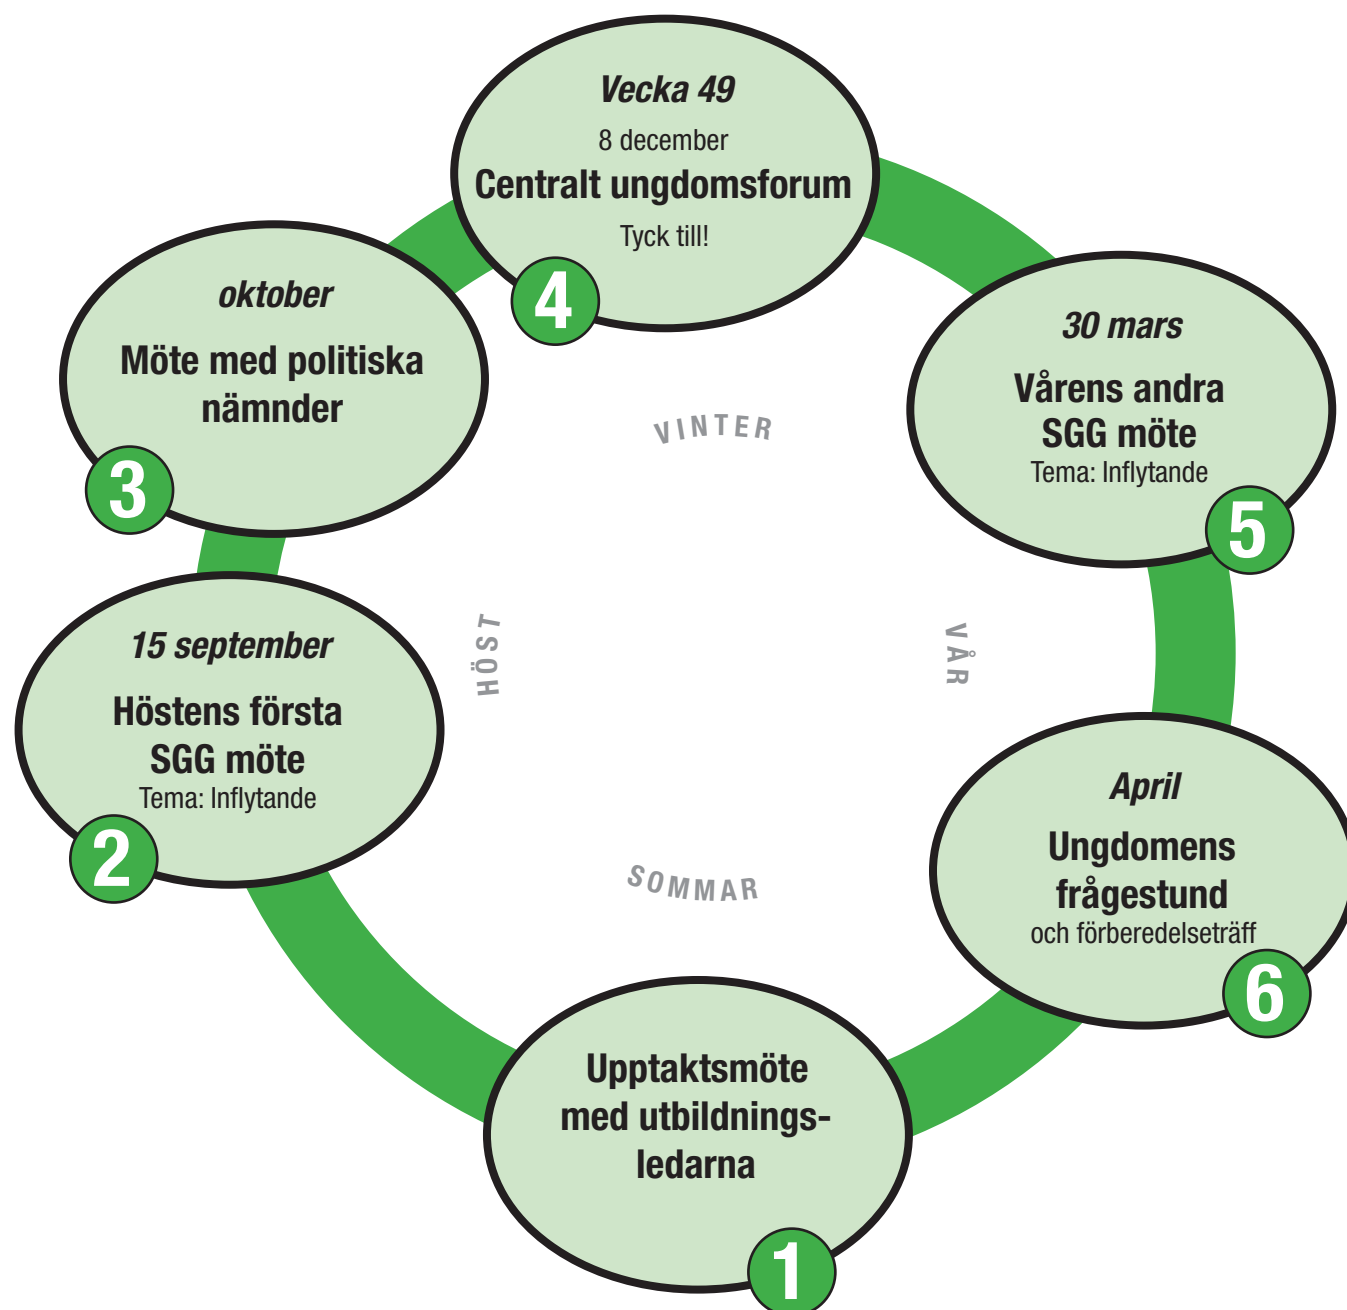 Vecka 49
8 december
Centralt ungdomsforum
Tyck till!
4
oktober
Möte med politiska
nämnder
3
30 mars
Vårens andra
SGG möte
Tema: Inflytande
5
VINTER
HÖST
VÅR
SOMMAR
15 september
Höstens första
SGG möte
Tema: Inflytande
2
April
Ungdomens
frågestund
och förberedelseträff
6
Upptaktsmöte
med utbildnings-
ledarna
1